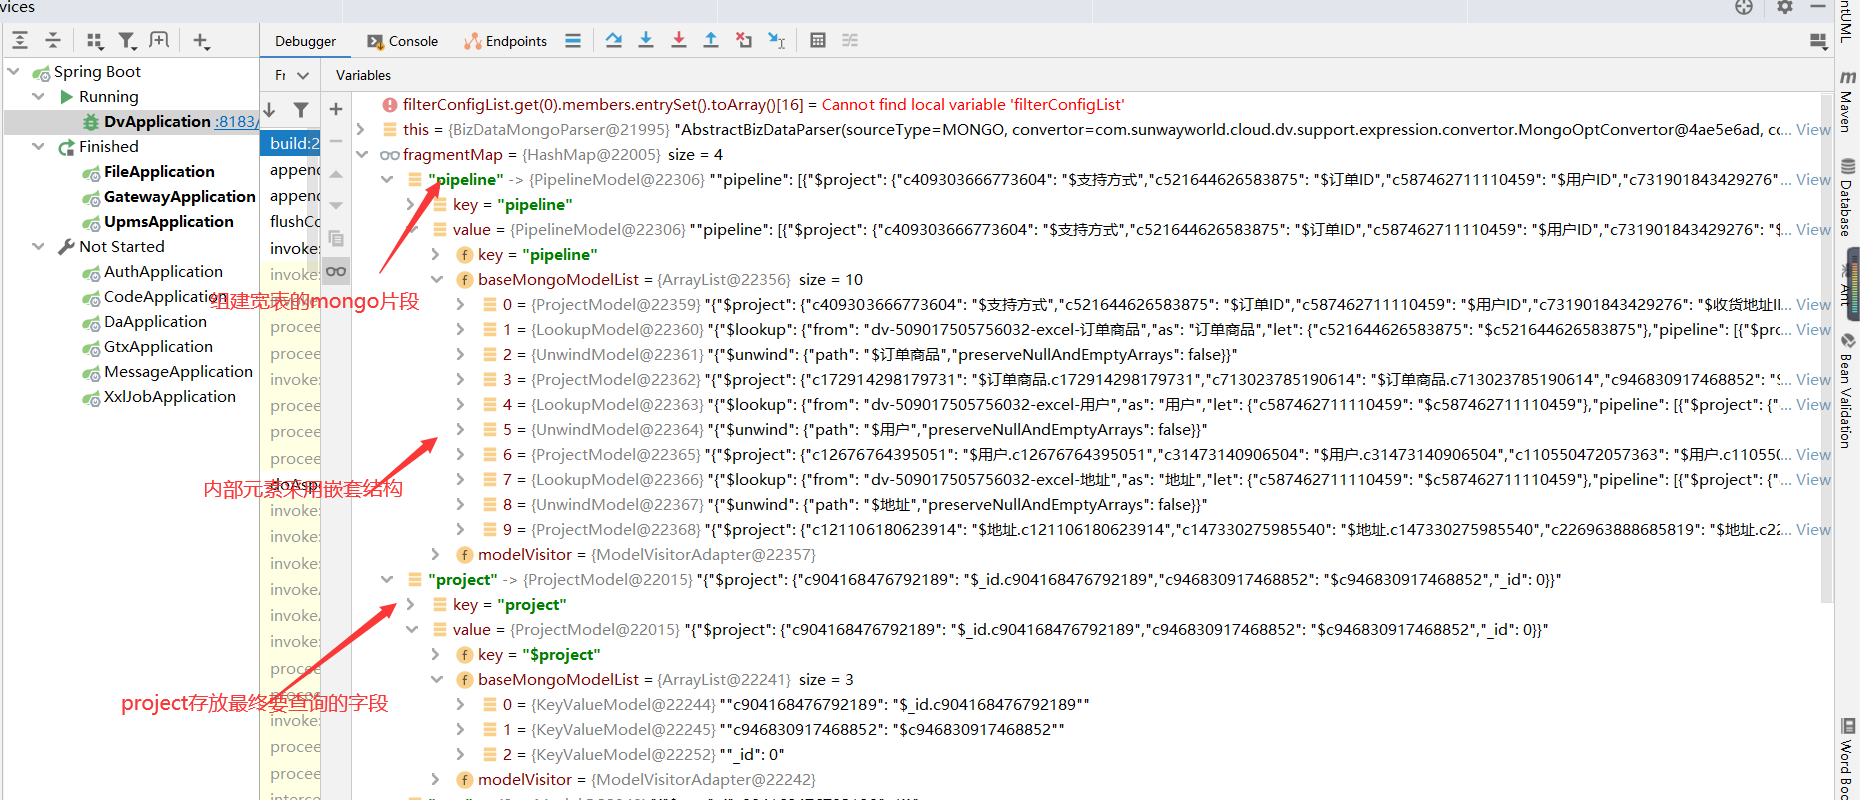 vices
Debugger
Console
Endpoints
Spring Boot
Running
DvApplication :8183/
Finished
FileApplication
GatewayApplication
UpmsApplication
Not Started
AuthApplication
CodeApplication
DaApplication
GtxApplication
MessageApplication
XxlJobApplication
Fr
Variables
build:2
append
append
flushCo
invoke:
invoke:
invoke:
procee
procee
invoke:
procee
procee
procee
doAsp
invoke:
invoke:
procee
invoke:
invoke/
invoke/
invoke:
procee
procee
invoke:
procee
procee
interce
filterConfigList.get(0).members.entrySet().toArray()[16] = Cannot find local variable 'filterConfigList'
this = {BizDataMongoParser@21995} "AbstractBizDataParser(sourceType=MONGO, convertor=com.sunwayworld.cloud.dv.support.expression.convertor.MongoOptConvertor@4ae5e6ad, cc... View
fragmentMap = {HashMap@22005} size = 4
"pipeline" -> {PipelineModel@22306} ""pipeline": [{"$project": {"c409303666773604": "$支持方式","c521644626583875": "$订单ID","c587462711110459": "$用户ID","c731901843429276"... View
key = "pipeline"
value = {PipelineModel@22306} ""pipeline": [{"$project": {"c409303666773604": "$支持方式","c521644626583875": "$订单ID","c587462711110459": "$用户ID","c731901843429276": "$... View
key = "pipeline"
baseMongoModelList = {ArrayList@22356} size = 10
0 = {ProjectModel@22359} "{"$project": {"c409303666773604": "$支持方式","c521644626583875": "$订单ID","c587462711110459": "$用户ID","c731901843429276": "$收货地址II... View
1 = {LookupModel@22360} "{"$lookup": {"from": "dv-509017505756032-excel-订单商品","as": "订单商品","let": {"c521644626583875": "$c521644626583875"},"pipeline": [{"$prc... View
2 = {UnwindModel@22361} "{"$unwind": {"path": "$订单商品","preserveNullAndEmptyArrays": false}}"
3 = {ProjectModel@22362} "{"$project": {"c172914298179731": "$订单商品.c172914298179731","c713023785190614": "$订单商品.c713023785190614","c946830917468852": "$... View
4 = {LookupModel@22363} "{"$lookup": {"from": "dv-509017505756032-excel-用户","as": "用户","let": {"c587462711110459": "$c587462711110459"},"pipeline": [{"$project": {"... View
5 = {UnwindModel@22364} "{"$unwind": {"path": "$用户","preserveNullAndEmptyArrays": false}}"
6 = {ProjectModel@22365} "{"$project": {"c12676764395051": "$用户.c12676764395051","c31473140906504": "$用户.c31473140906504","c110550472057363": "$用户.c11055(... View
7 = {LookupModel@22366} "{"$lookup": {"from": "dv-509017505756032-excel-地址","as": "地址","let": {"c587462711110459": "$c587462711110459"},"pipeline": [{"$project": {"... View
8 = {UnwindModel@22367} "{"$unwind": {"path": "$地址","preserveNullAndEmptyArrays": false}}"
9 = {ProjectModel@22368} "{"$project": {"c121106180623914": "$地址.c121106180623914","c147330275985540": "$地址.c147330275985540","c226963888685819": "$地址.c22... View
modelVisitor = {ModelVisitorAdapter@22357}
"project" -> {ProjectModel@22015} "{"$project": {"c904168476792189": "$_id.c904168476792189","c946830917468852": "$c946830917468852","_id": 0}}"
key = "project"
value = {ProjectModel@22015} "{"$project": {"c904168476792189": "$_id.c904168476792189","c946830917468852": "$c946830917468852","_id": 0}}"
key = "$project"
baseMongoModelList = {ArrayList@22241} size = 3
0 = {KeyValueModel@22244} ""c904168476792189": "$_id.c904168476792189""
1 = {KeyValueModel@22245} ""c946830917468852": "$c946830917468852""
2 = {KeyValueModel@22252} ""_id": 0"
modelVisitor = {ModelVisitorAdapter@22242}
组建宽表的mongo片段
内部元素采用嵌套结构
project存放最终要查询的字段
ntUML
Maven
Database
Ant
Bean Validation
Word Boo